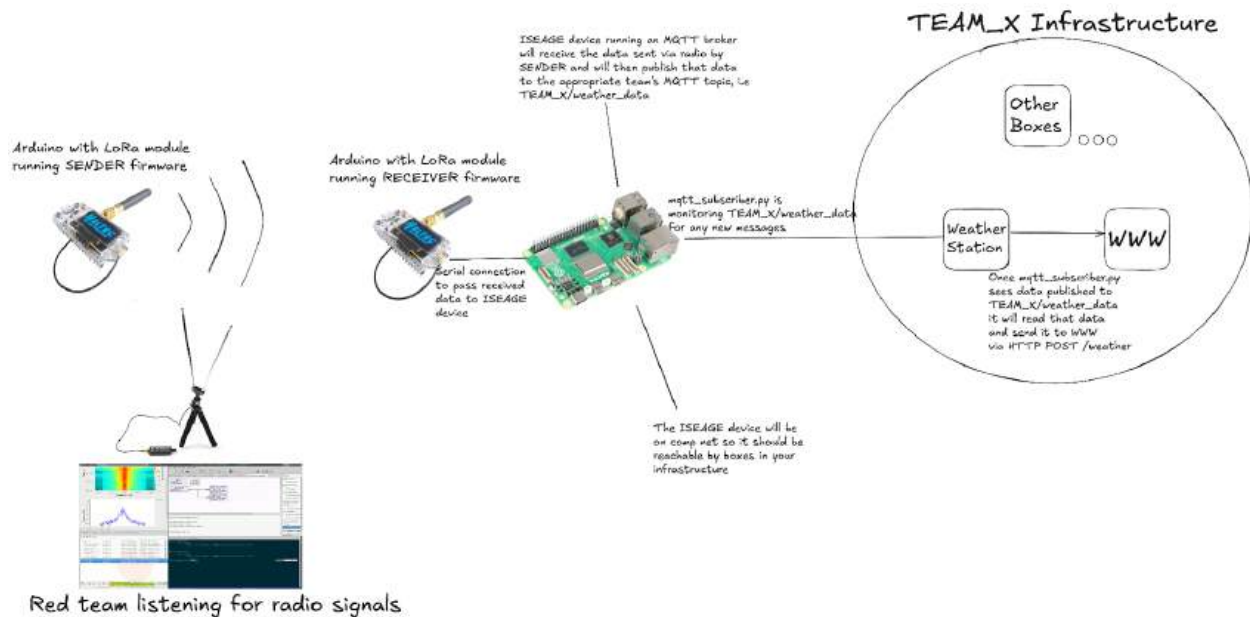 TEAM_X Infrastructure
ISEAGE device running an MQTT broker
will receive the data sent via radio by
SENDER and will then publish that data
to the appropriate team's MQTT topic, i.e
TEAM_X/weather_data
Other
Boxes
Arduino with LoRa module
running SENDER firmware
Arduino with LoRa module
running RECEIVER firmware
mqtt_subscriber.py is
monitoring TEAM_X/weather_data
for any new messages
Weather
Station
WWW
Serial connection
to pass received
data to ISEAGE
device
Once mqtt_subscriber.py
sees data published to
TEAM_X/weather_data
it will read that data
and send it to WWW
via HTTP POST /weather
The ISEAGE device will be
on comp net so it should be
reachable by boxes in your
infrastructure
Red team listening for radio signals